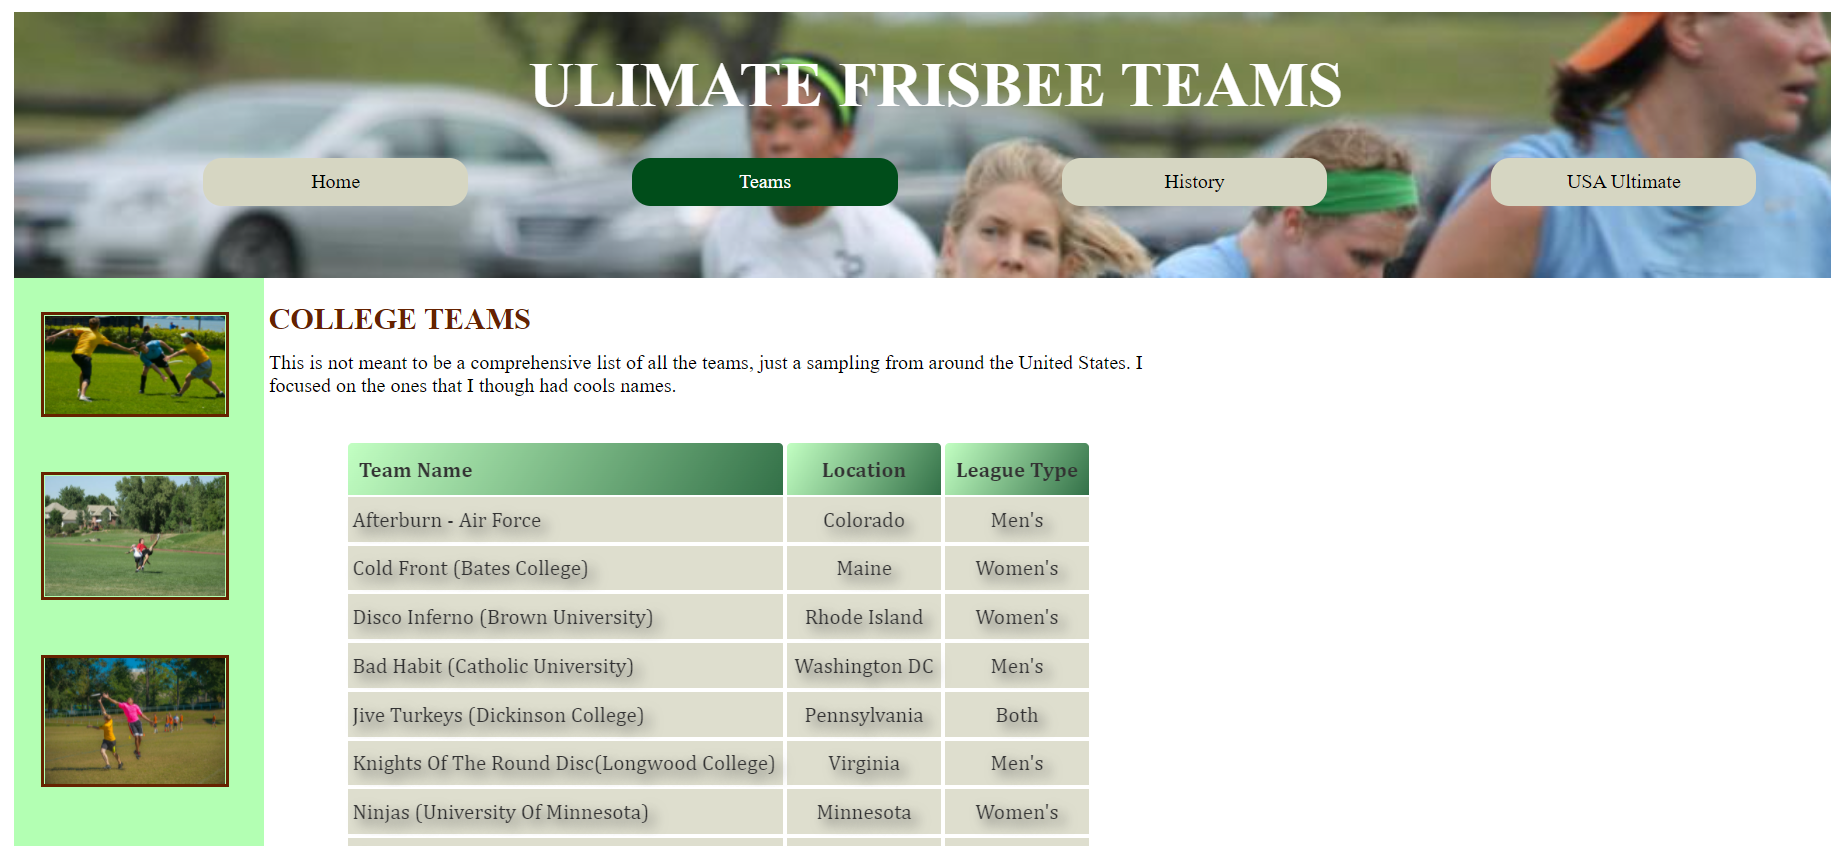 ULIMATE FRISBEE TEAMS
Home Teams History USA Ultimate
COLLEGE TEAMS
This is not meant to be a comprehensive list of all the teams, just a sampling from around the United States. I
focused on the ones that I though had cools names.
Team Name Location League Type
Afterburn - Air Force Colorado Men's
Cold Front (Bates College) Maine Women's
Disco Inferno (Brown University) Rhode Island Women's
Bad Habit (Catholic University) Washington DC Men's
Jive Turkeys (Dickinson College) Pennsylvania Both
Knights Of The Round Disc(Longwood College) Virginia Men's
Ninjas (University Of Minnesota) Minnesota Women's